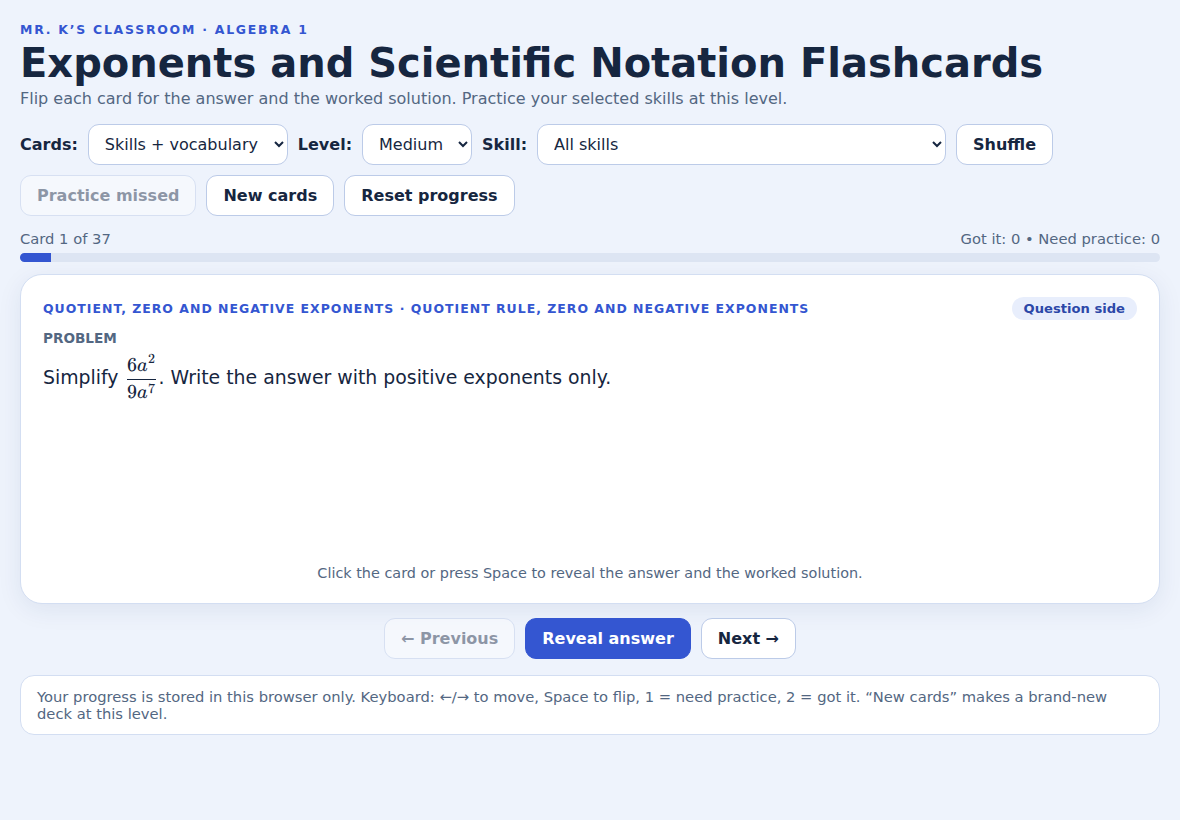 MR. K'S CLASSROOM · ALGEBRA 1
Exponents and Scientific Notation Flashcards
Flip each card for the answer and the worked solution. Practice your selected skills at this level.
Cards: Skills + vocabulary Level: Medium Skill: All skills Shuffle
Practice missed New cards Reset progress
Card 1 of 37 Got it: 0 • Need practice: 0
QUOTIENT, ZERO AND NEGATIVE EXPONENTS · QUOTIENT RULE, ZERO AND NEGATIVE EXPONENTS Question side
PROBLEM
Simplify 6a²/9a⁷. Write the answer with positive exponents only.
Click the card or press Space to reveal the answer and the worked solution.
← Previous Reveal answer Next →
Your progress is stored in this browser only. Keyboard: ←/→ to move, Space to flip, 1 = need practice, 2 = got it. “New cards” makes a brand-new
deck at this level.